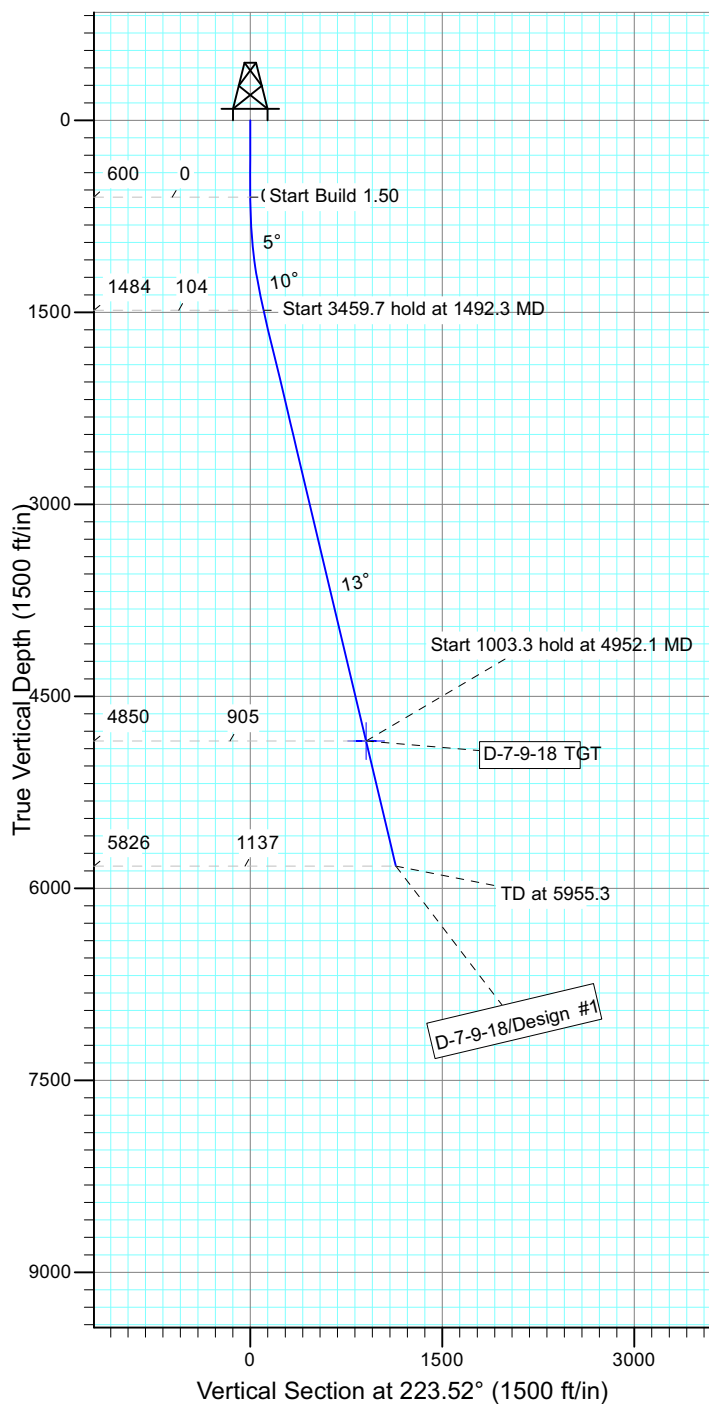 0
600 0
Start Build 1.50
5°
10°
1484 104
Start 3459.7 hold at 1492.3 MD
1500
3000
13°
Start 1003.3 hold at 4952.1 MD
4500
4850 905
D-7-9-18 TGT
5826 1137
6000
TD at 5955.3
D-7-9-18/Design #1
7500
9000
True Vertical Depth (1500 ft/in)
0 1500 3000
Vertical Section at 223.52° (1500 ft/in)